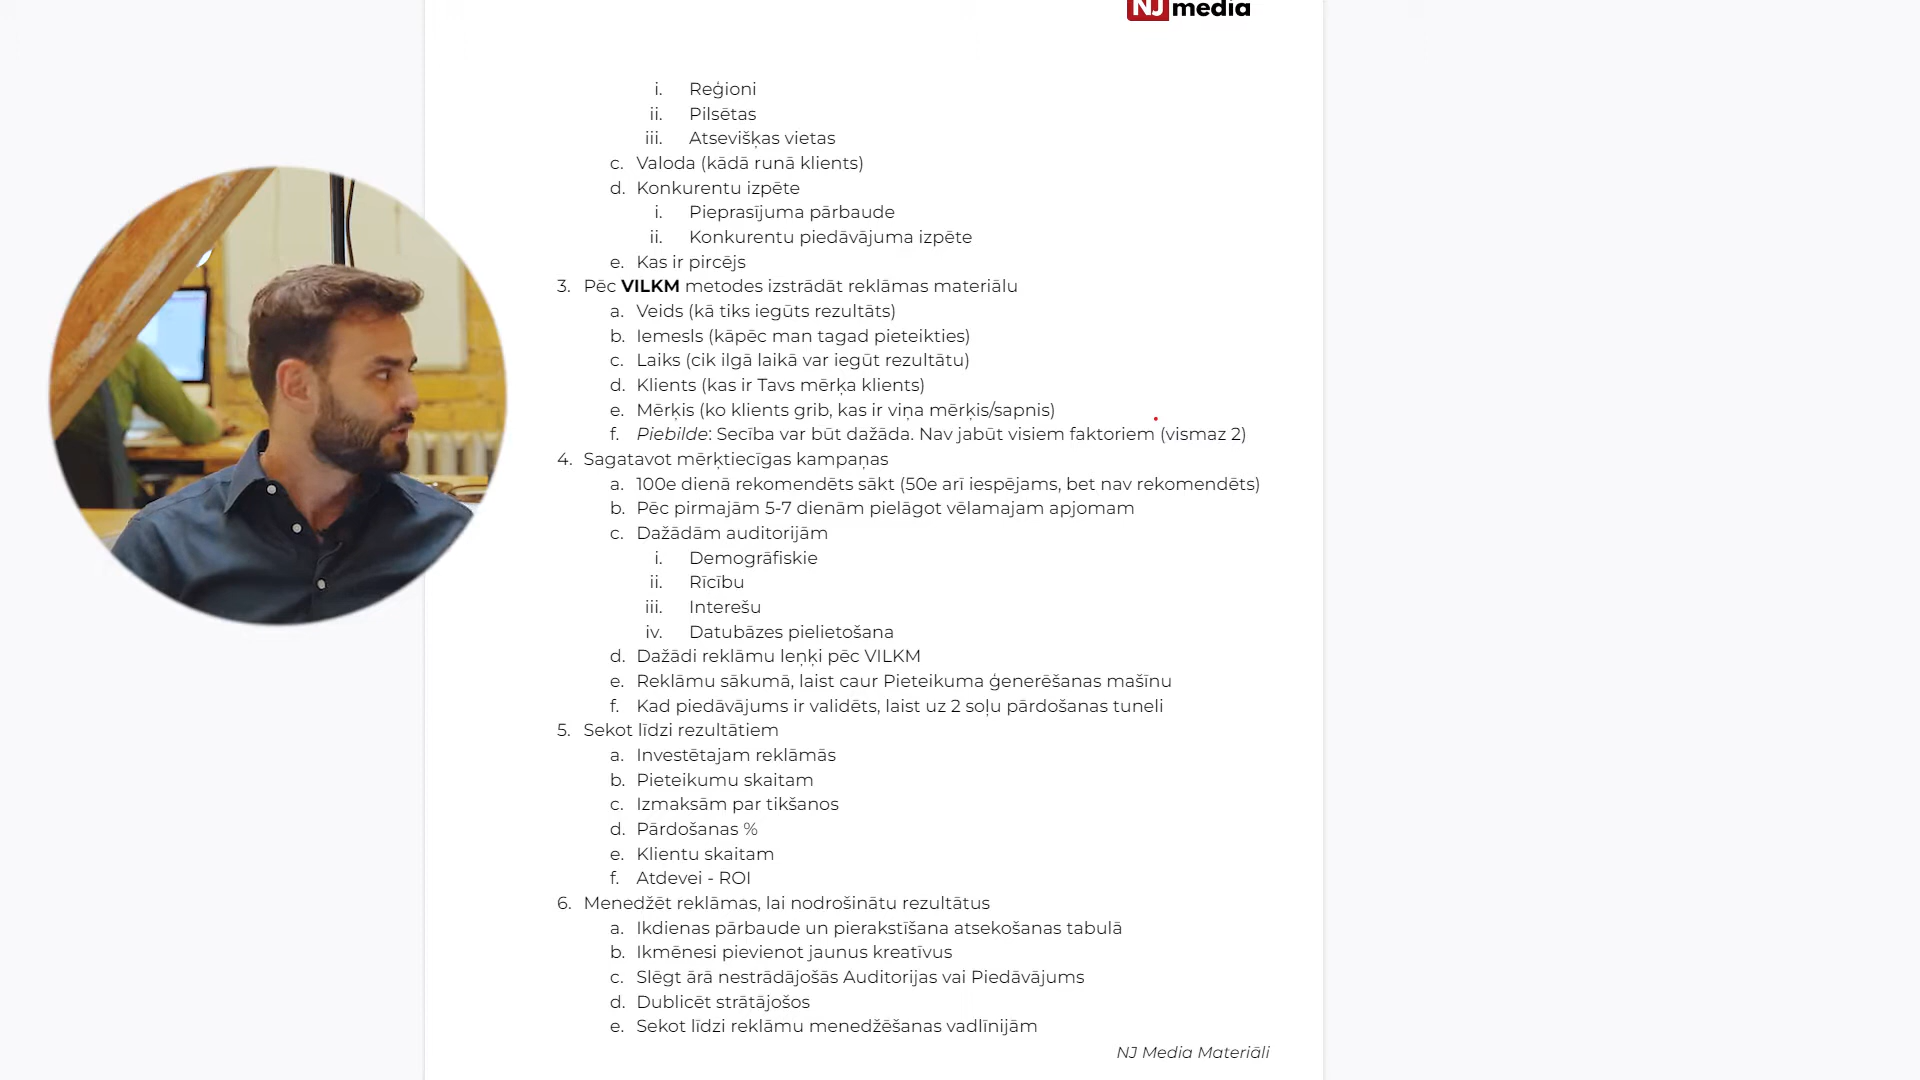 NJ media
i. Reģioni
ii. Pilsētas
iii. Atsevišķas vietas
c. Valoda (kādā runā klients)
d. Konkurentu izpēte
i. Pieprasījuma pārbaude
ii. Konkurentu piedāvājuma izpēte
e. Kas ir pircējs
3. Pēc VILKM metodes izstrādāt reklāmas materiālu
a. Veids (kā tiks iegūts rezultāts)
b. Iemesls (kāpēc man tagad pieteikties)
c. Laiks (cik ilgā laikā var iegūt rezultātu)
d. Klients (kas ir Tavs mērķa klients)
e. Mērķis (ko klients grib, kas ir viņa mērķis/sapnis)
f. Piebilde: Secība var būt dažāda. Nav jabūt visiem faktoriem (vismaz 2)
4. Sagatavot mērķtiecīgas kampaņas
a. 100e dienā rekomendēts sākt (50e arī iespējams, bet nav rekomendēts)
b. Pēc pirmajām 5-7 dienām pielāgot vēlamajam apjomam
c. Dažādām auditorijām
i. Demogrāfiskie
ii. Rīcību
iii. Interešu
iv. Datubāzes pielietošana
d. Dažādi reklāmu leņķi pēc VILKM
e. Reklāmu sākumā, laist caur Pieteikuma ģenerēšanas mašīnu
f. Kad piedāvājums ir validēts, laist uz 2 soļu pārdošanas tuneli
5. Sekot līdzi rezultātiem
a. Investētajam reklāmās
b. Pieteikumu skaitam
c. Izmaksām par tikšanos
d. Pārdošanas %
e. Klientu skaitam
f. Atdevei - ROI
6. Menedžēt reklāmas, lai nodrošinātu rezultātus
a. Ikdienas pārbaude un pierakstīšana atsekošanas tabulā
b. Ikmēnesi pievienot jaunus kreatīvus
c. Slēgt ārā nestrādājošās Auditorijas vai Piedāvājums
d. Dublicēt strātājošos
e. Sekot līdzi reklāmu menedžēšanas vadlīnijām
NJ Media Materiāli